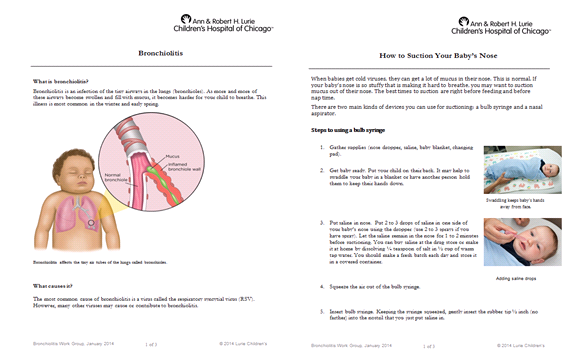 Ann & Robert H. Lurie
Children's Hospital of Chicago
Bronchiolitis
What is bronchiolitis?
Bronchiolitis is an infection of the tiny airways in the lungs (bronchioles). As more and more of
these airways become swollen and fill with mucus, it becomes harder for your child to breathe. This
illness is most common in the winter and early spring.
Mucus
Inflamed
bronchiole wall
Normal
bronchiole
Bronchiolitis affects the tiny air tubes of the lungs called bronchioles.
What causes it?
The most common cause of bronchiolitis is a virus called the respiratory syncytial virus (RSV).
However, many other viruses may cause or contribute to bronchiolitis.
Bronchiolitis Work Group, January 2014
1 of 3
© 2014 Lurie Children's
Ann & Robert H. Lurie
Children's Hospital of Chicago
How to Suction Your Baby's Nose
When babies get cold viruses, they can get a lot of mucus in their nose. This is normal. If
your baby's nose is so stuffy that is making it hard to breathe, you may want to suction
mucus out of their nose. The best times to suction are right before feeding and before
nap time.
There are two main kinds of devices you can use for suctioning: a bulb syringe and a nasal
aspirator.
Steps to using a bulb syringe
1. Gather supplies (nose dropper, saline, baby blanket, changing
pad).
2. Get ready. Put your child on their back. It may help to
swaddle your baby in a blanket or have another person hold
them to keep their hands down.
Swaddling keeps baby's hands
away from face.
3. Put saline in nose. Put 2 to 3 drops of saline in one side of
your baby's nose using the dropper (use 2 to 3 sprays if you
have spray). Let the saline remain in the nose for 1 to 2 minutes
before suctioning. You can buy saline at the drug store or make
it at home by dissolving ¼ teaspoon of salt in ½ cup of warm
tap water. You should make a fresh batch each day and store it
in a covered container.
Adding saline drops
4. Squeeze the air out of the bulb syringe.
5. Insert bulb syringe. Keeping the syringe squeezed, gently insert the rubber tip ¼ inch (no
farther) into the nostril that you just put saline in.
Bronchiolitis Work Group, January 2014
1 of 3
© 2014 Lurie Children's